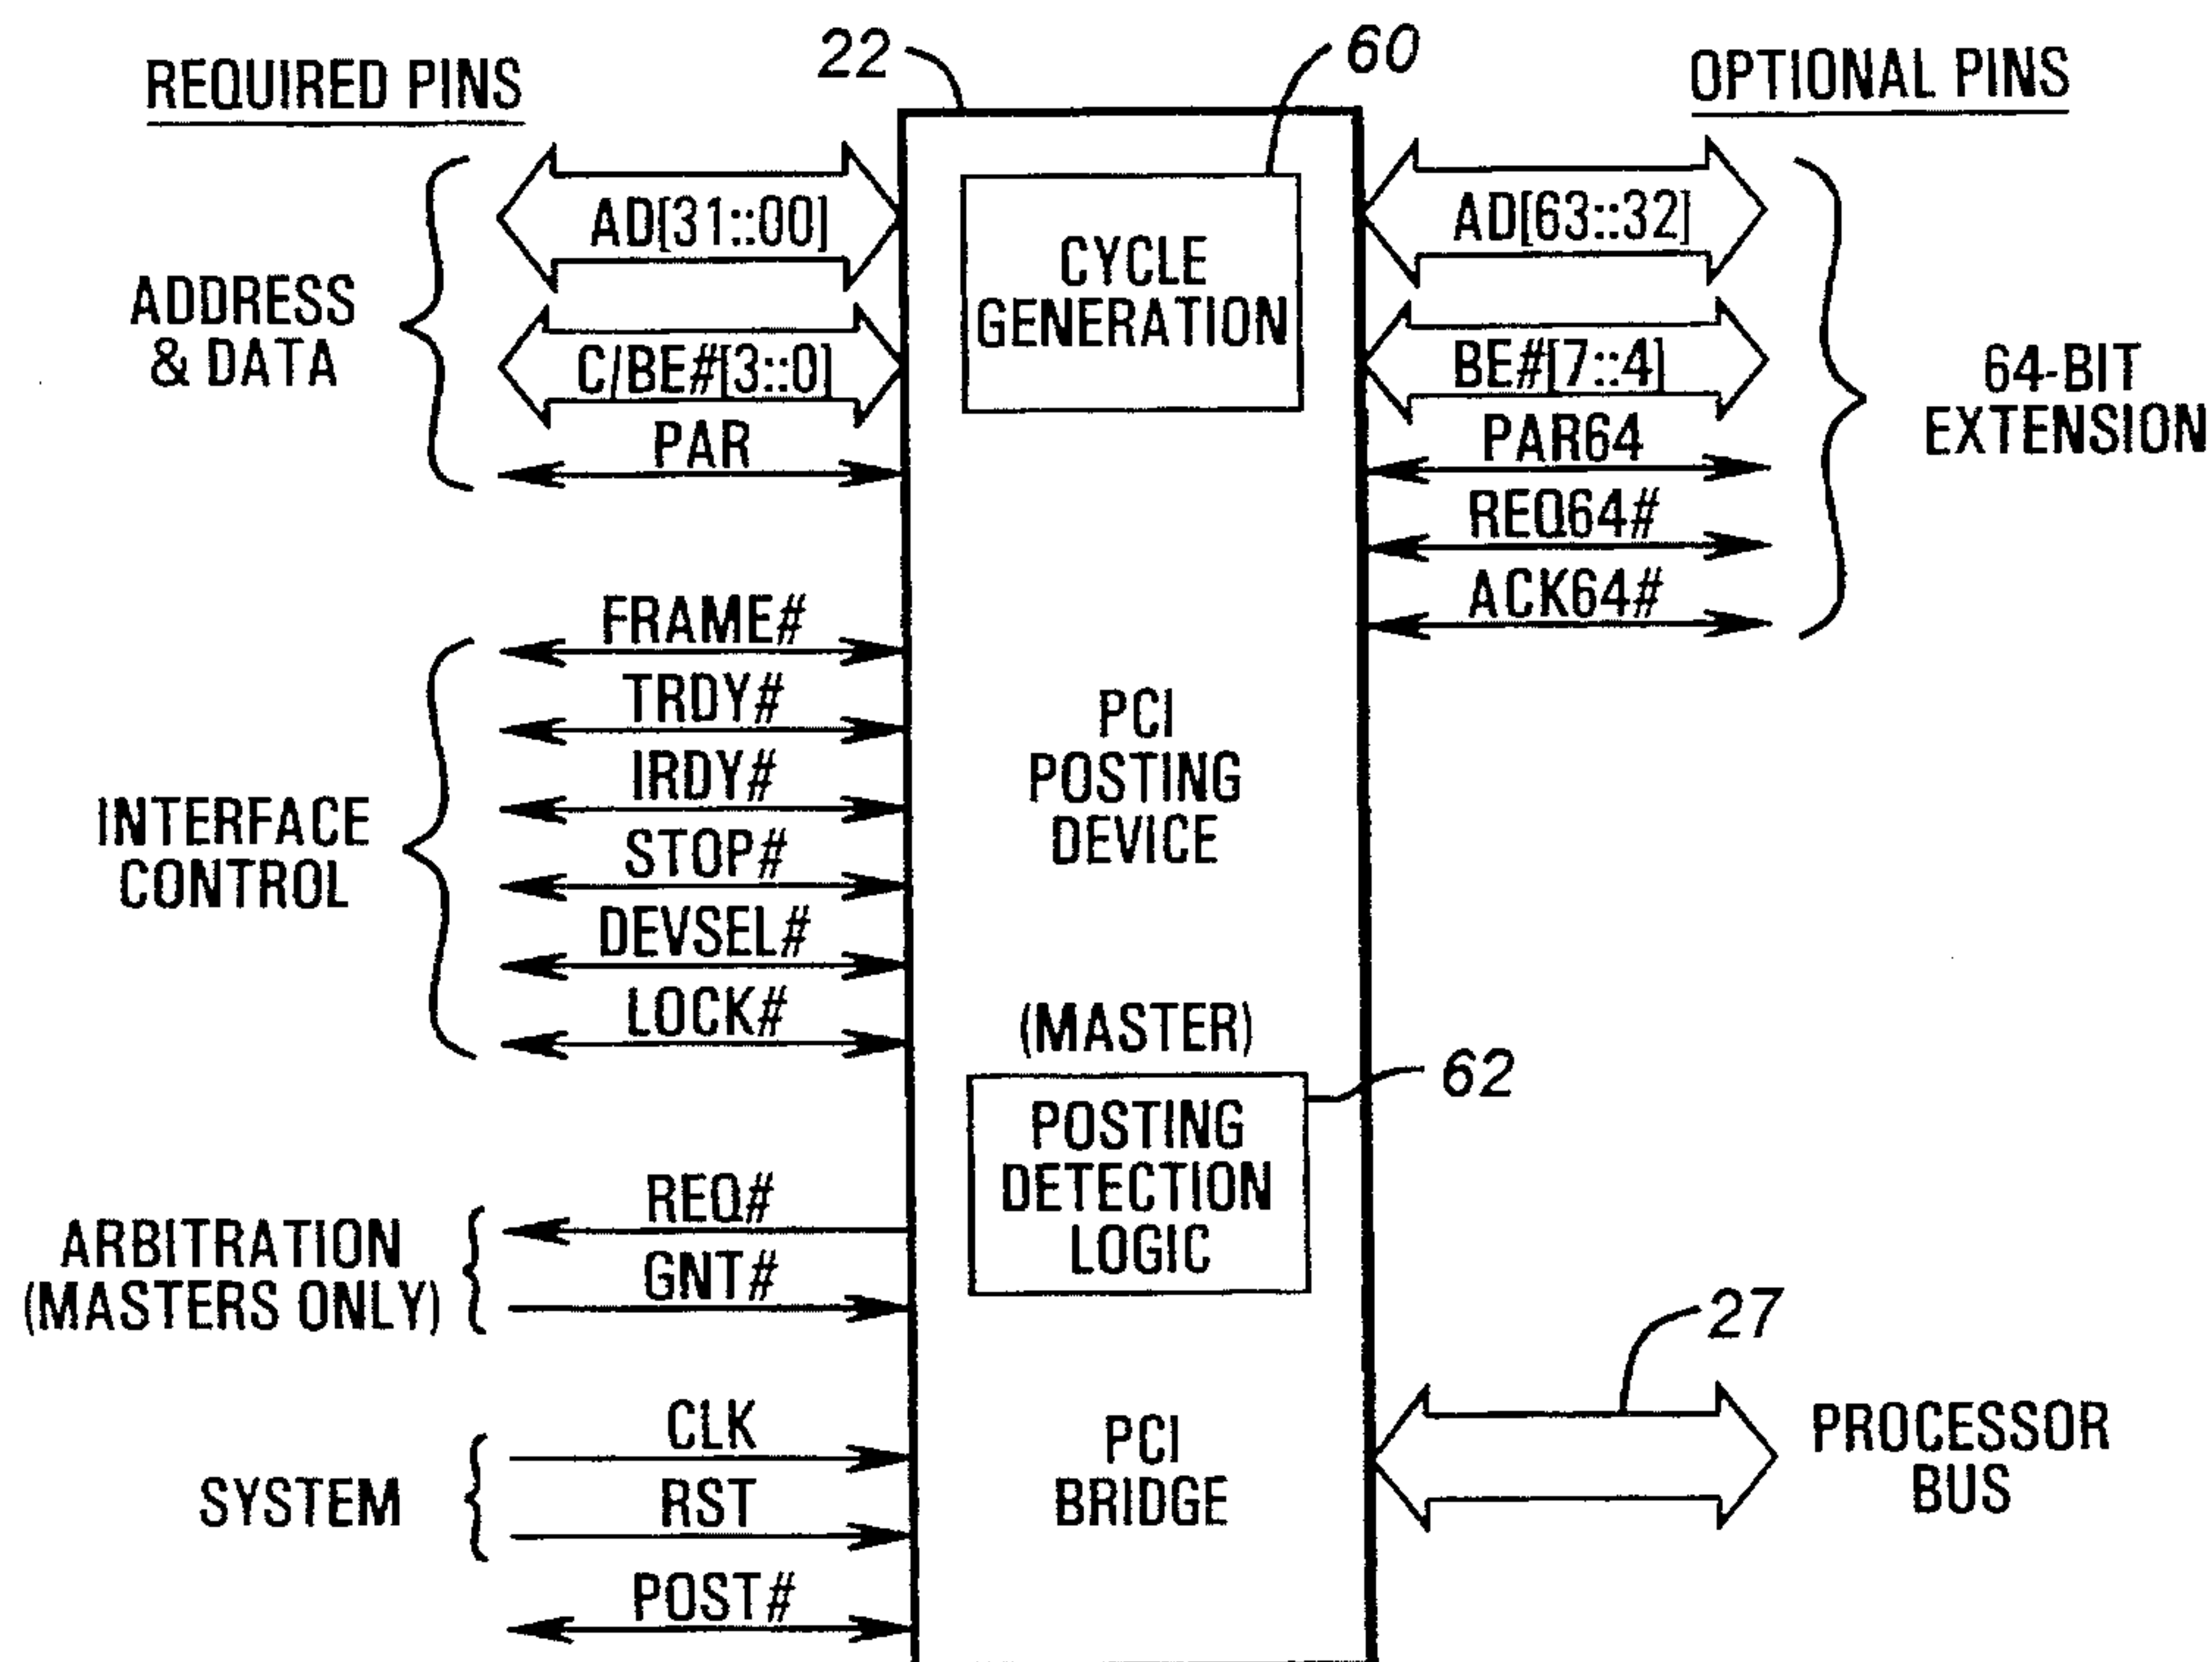 22
60
REQUIRED PINS
OPTIONAL PINS
ADDRESS
& DATA
AD[31::00]
C/BE#[3::0]
PAR
CYCLE
GENERATION
AD[63::32]
BE#[7::4]
PAR64
REQ64#
ACK64#
64-BIT
EXTENSION
INTERFACE
CONTROL
FRAME#
TRDY#
IRDY#
STOP#
DEVSEL#
LOCK#
PCI
POSTING
DEVICE
(MASTER)
POSTING
DETECTION
LOGIC
62
ARBITRATION
(MASTERS ONLY)
REQ#
GNT#
27
SYSTEM
CLK
RST
POST#
PCI
BRIDGE
PROCESSOR
BUS